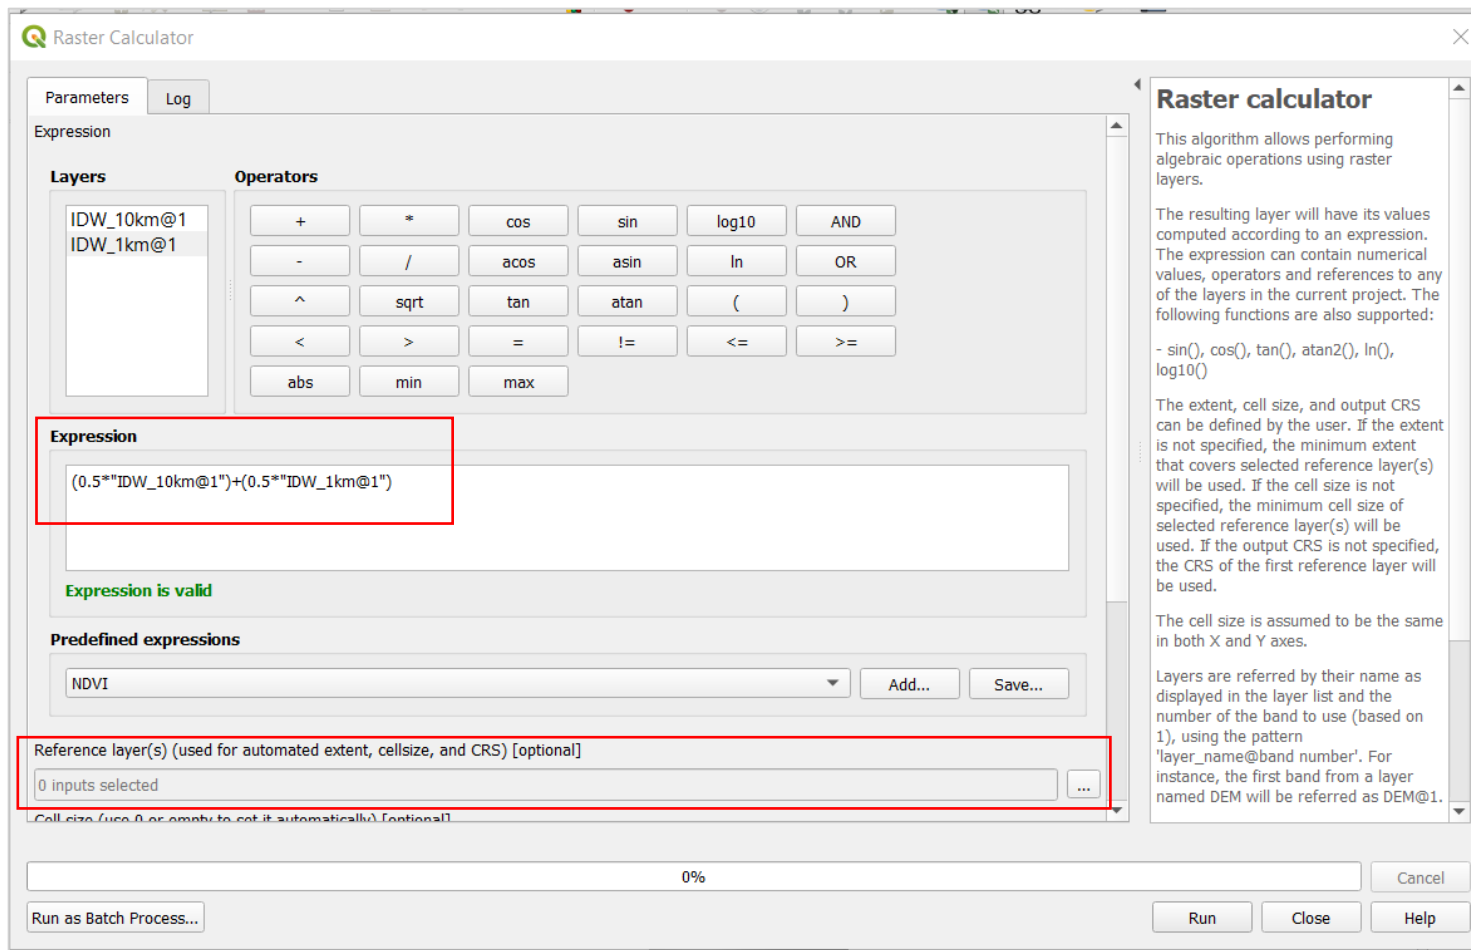 Raster Calculator
Parameters
Log
Expression
Layers
Operators
IDW_10km@1
IDW_1km@1
+
*
cos
sin
log10
AND
-
/
acos
asin
ln
OR
^
sqrt
tan
atan
(
)
<
>
=
!=
<=
>=
abs
min
max
Expression
(0.5*"IDW_10km@1")+(0.5*"IDW_1km@1")
Expression is valid
Predefined expressions
NDVI
Add...
Save...
Reference layer(s) (used for automated extent, cellsize, and CRS) [optional]
0 inputs selected
...
Cell size (use 0 or empty to set it automatically) [optional]
0%
Cancel
Run as Batch Process...
Run
Close
Help
Raster calculator
This algorithm allows performing
algebraic operations using raster
layers.
The resulting layer will have its values
computed according to an expression.
The expression can contain numerical
values, operators and references to any
of the layers in the current project. The
following functions are also supported:
- sin(), cos(), tan(), atan2(), ln(),
log10()
The extent, cell size, and output CRS
can be defined by the user. If the extent
is not specified, the minimum extent
that covers selected reference layer(s)
will be used. If the cell size is not
specified, the minimum cell size of
selected reference layer(s) will be
used. If the output CRS is not specified,
the CRS of the first reference layer will
be used.
The cell size is assumed to be the same
in both X and Y axes.
Layers are referred by their name as
displayed in the layer list and the
number of the band to use (based on
1), using the pattern
'layer_name@band number'. For
instance, the first band from a layer
named DEM will be referred as DEM@1.